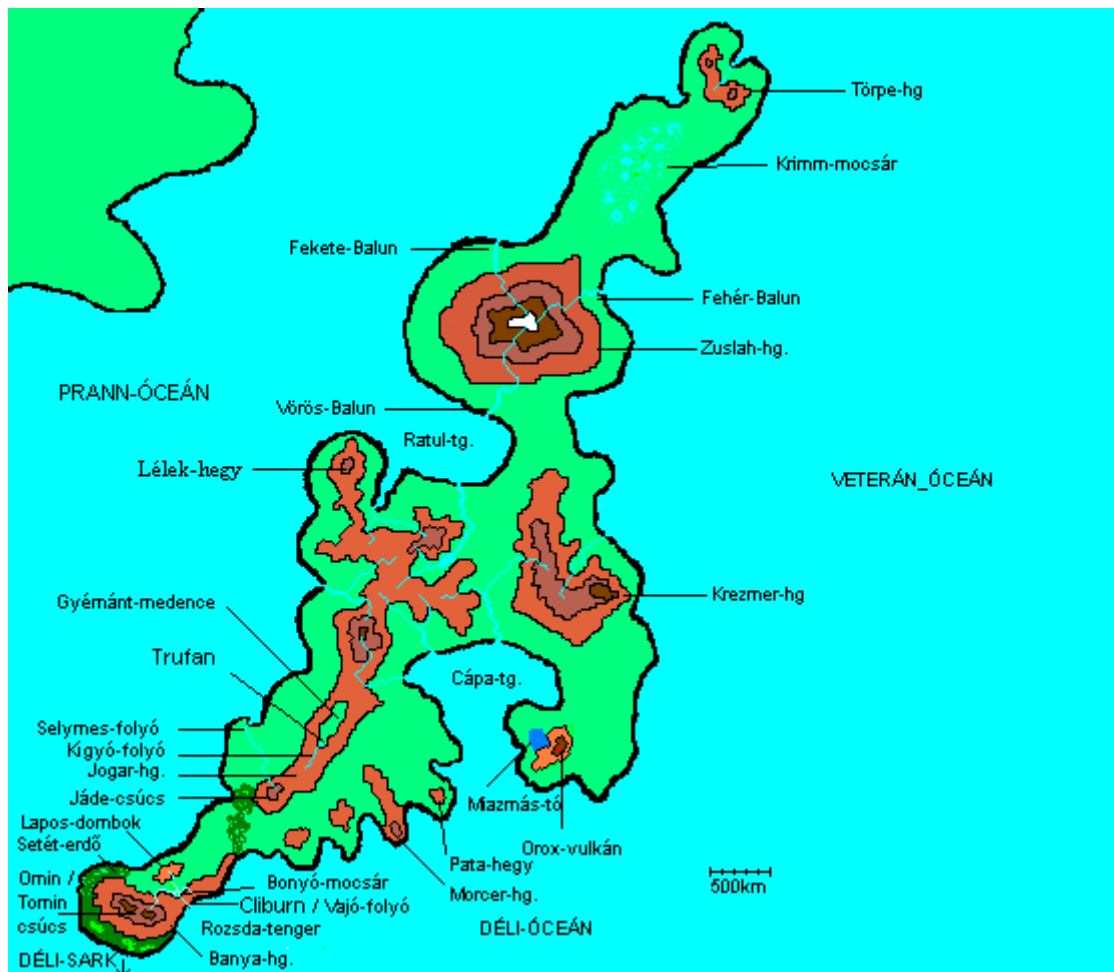 Törpe-hg
Krimm-mocsár
Fekete-Balun
Fehér-Balun
Zuslah-hg.
PRANN-ÓCEÁN
Vörös-Balun
Ratul-tg.
Lélek-hegy
VETERÁN_ÓCEÁN
Gyémánt-medence
Krezmer-hg
Trufan
Cápa-tg.
Selymes-folyó
Kígyó-folyó
Jogar-hg.
Jáde-csúcs
Miazmás-tó
Lapos-dombok
Setét-erdő
Orox-vulkán
Pata-hegy
Omin /
Tomin
csúcs
Bonyó-mocsár
Morcer-hg.
500km
Cliburn / Vajó-folyó
Rozsda-tenger
DÉLI-ÓCEÁN
Banya-hg.
DÉLI-SARK